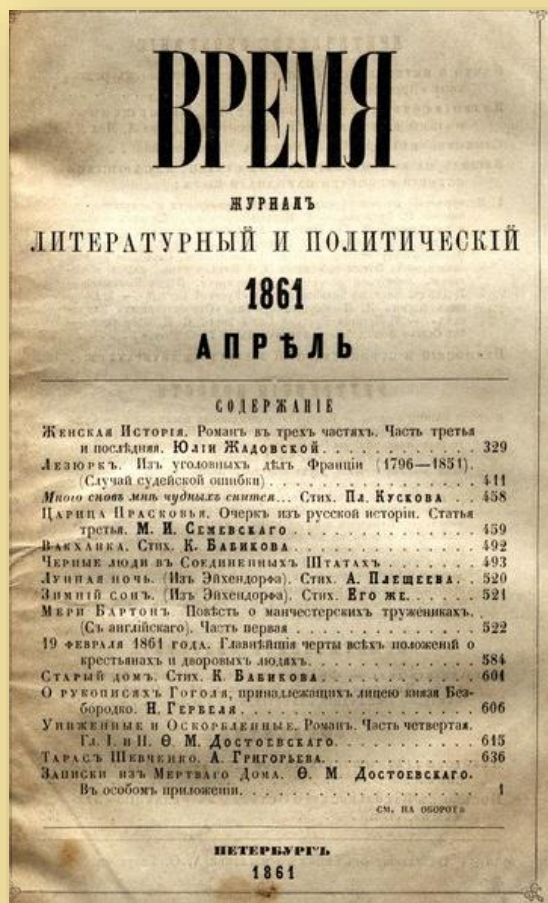 ВРЕМЯ
ЖУРНАЛЪ
ЛИТЕРАТУРНЫЙ И ПОЛИТИЧЕСКІЙ
1861
АПРѢЛЬ
СОДЕРЖАНІЕ
Женская Исторія. Романъ въ трехъ частяхъ. Часть третья
и послѣдняя. Юліи Жадовской. . . . . . . . . . . . . 329
Лезюркъ. Изъ уголовныхъ дѣлъ Франціи (1796—1851).
(Случай судейской ошибки) . . . . . . . . . . . . . . 411
Много сновъ мнѣ чудныхъ снится... Стих. Пл. Кускова . . 458
Царица Прасковья. Очеркъ изъ русской исторіи. Статья
третья. М. И. Семевскаго . . . . . . . . . . . . . . 459
Вакханка. Стих. К. Бабикова . . . . . . . . . . . . . 492
Черные люди въ Соединенныхъ Штатахъ . . . . . . . . 493
Лунная ночь. (Изъ Эйхендорфа). Стих. А. Плещеева. . 520
Зимній сонъ. (Изъ Эйхендорфа). Стих. Его же. . . . . 521
Мери Бартонъ. Повѣсть о манчестерскихъ труженикахъ.
(Съ англійскаго). Часть первая . . . . . . . . . . . 522
19 февраля 1861 года. Главнѣйшія черты всѣхъ положеній о
крестьянахъ и дворовыхъ людяхъ. . . . . . . . . . . 584
Старый домъ. Стих. К. Бабикова. . . . . . . . . . . . 601
О рукописяхъ Гоголя, принадлежащихъ лицею князя Без-
бородко. Н. Гербеля . . . . . . . . . . . . . . . . 606
Униженные и Оскорбленные. Романъ. Часть четвертая.
Гл. I и II. Ѳ. М. Достоевскаго. . . . . . . . . . . 615
Тарасъ Шевченко. А. Григорьева. . . . . . . . . . . . 636
Записки изъ Мертваго Дома. Ѳ. М Достоевскаго.
Въ особомъ приложеніи. . . . . . . . . . . . . . . . 1
СМ. НА ОБОРОТѢ
ПЕТЕРБУРГЪ
1861